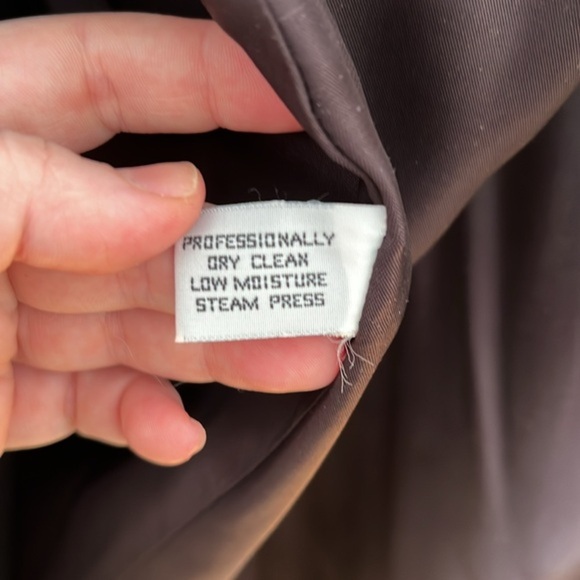 PROFESSIONALLY
DRY CLEAN
LOW MOISTURE
STEAM PRESS